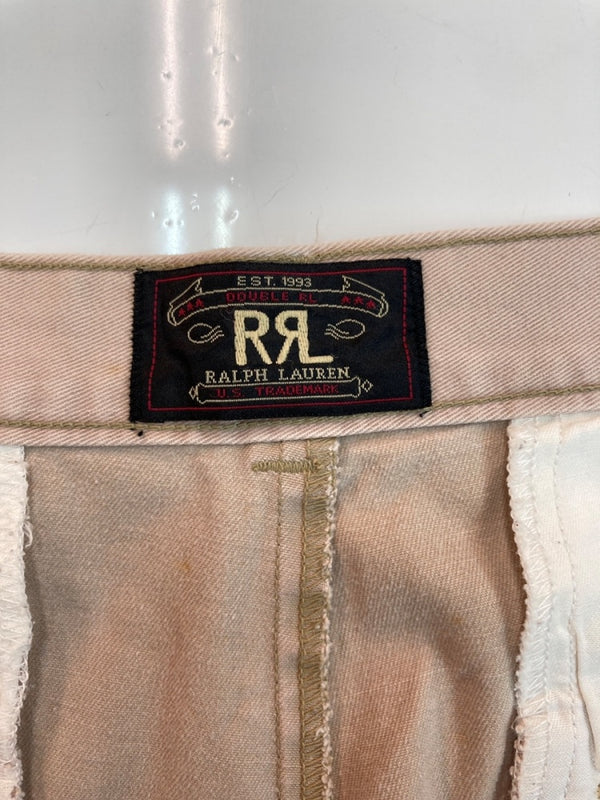 EST. 1993
DOUBLE RL
RRL
RALPH LAUREN
U.S. TRADEMARK